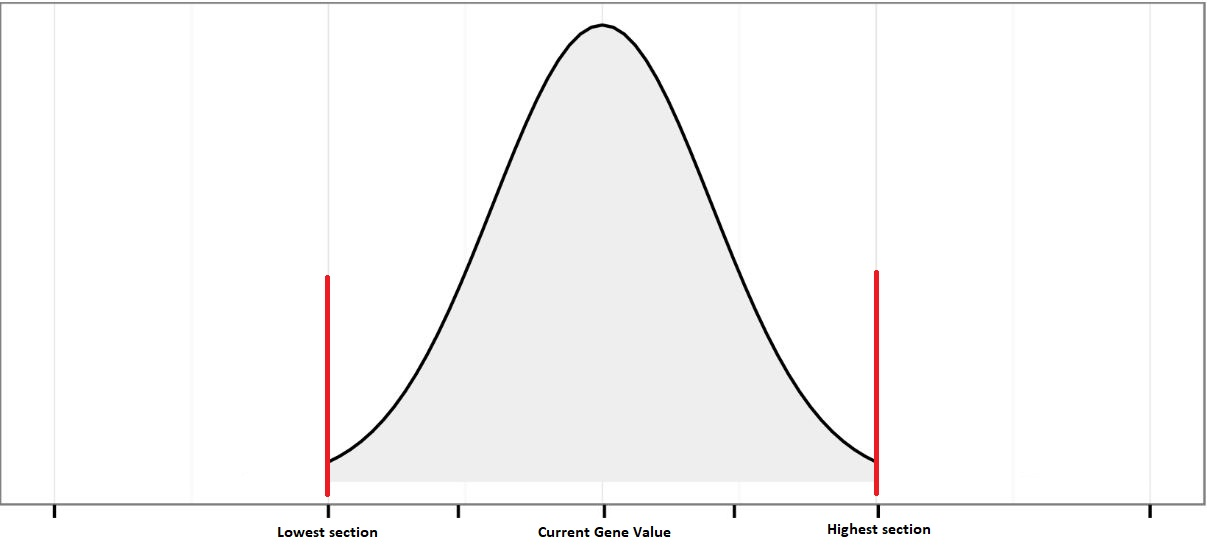 Lowest section
Current Gene Value
Highest section